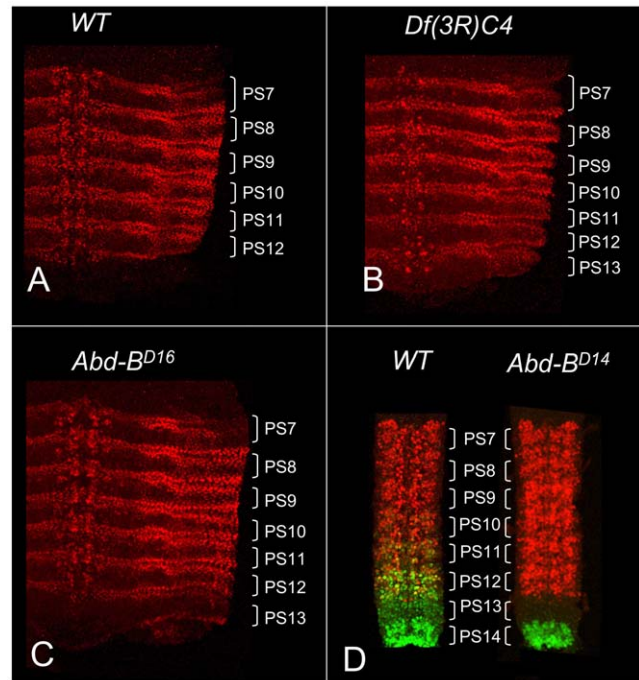 WT
PS7
PS8
PS9
PS10
PS11
PS12
A
Df(3R)C4
PS7
PS8
PS9
PS10
PS11
PS12
PS13
B
Abd-B^D16
PS7
PS8
PS9
PS10
PS11
PS12
PS13
C
WT Abd-B^D14
PS7
PS8
PS9
PS10
PS11
PS12
PS13
PS14
D